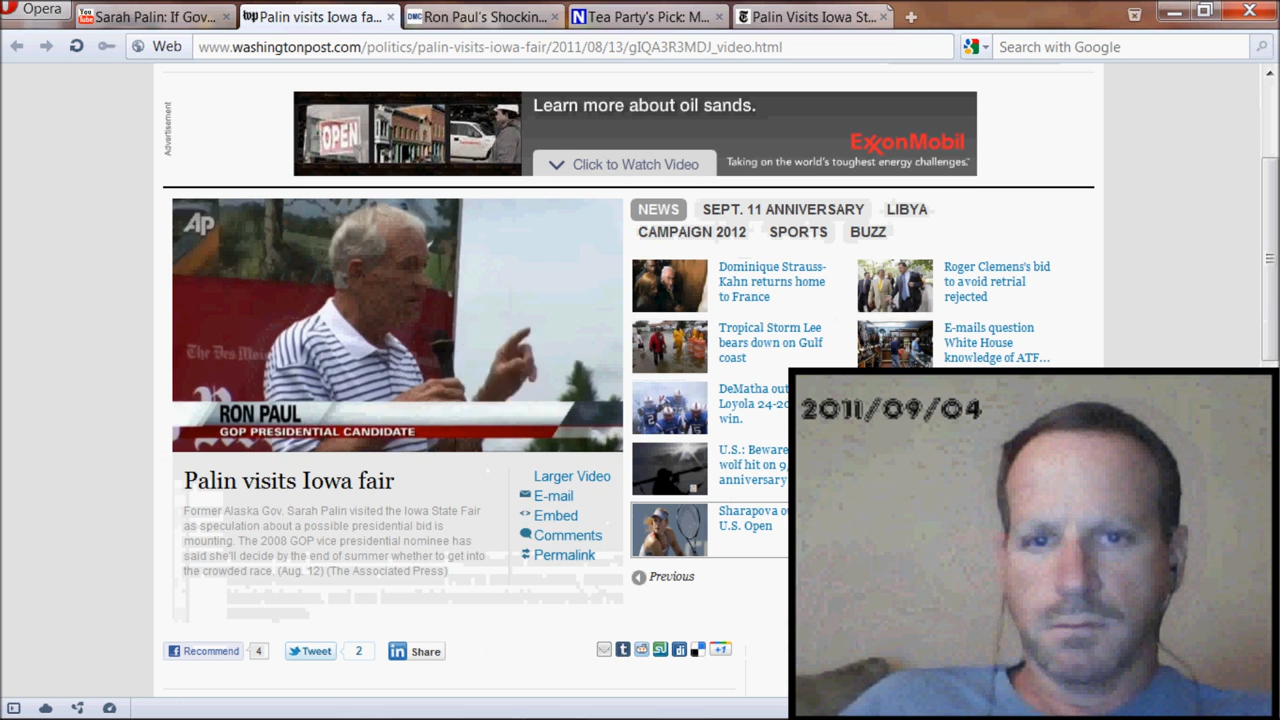 Opera
Sarah Palin: If Gov...
Palin visits Iowa fa...
Ron Paul's Shockin...
Tea Party's Pick: M...
Palin Visits Iowa St...
Web
www.washingtonpost.com/politics/palin-visits-iowa-fair/2011/08/13/gIQA3R3MDJ_video.html
Search with Google
Advertisement
OPEN
Learn more about oil sands.
Click to Watch Video
ExxonMobil
Taking on the world's toughest energy challenges.
AP
The Des Moi
RON PAUL
GOP PRESIDENTIAL CANDIDATE
NEWS SEPT. 11 ANNIVERSARY LIBYA
CAMPAIGN 2012 SPORTS BUZZ
Dominique Strauss-
Kahn returns home
to France
Roger Clemens's bid
to avoid retrial
rejected
Tropical Storm Lee
bears down on Gulf
coast
E-mails question
White House
knowledge of ATF...
DeMatha out
Loyola 24-20
win.
U.S.: Beware
wolf hit on 9/
anniversary
Sharapova o
U.S. Open
Previous
Palin visits Iowa fair
Former Alaska Gov. Sarah Palin visited the Iowa State Fair
as speculation about a possible presidential bid is
mounting. The 2008 GOP vice presidential nominee has
said she'll decide by the end of summer whether to get into
the crowded race. (Aug. 12) (The Associated Press)
Larger Video
E-mail
Embed
Comments
Permalink
Recommend 4
Tweet 2
Share
+1
2011/09/04